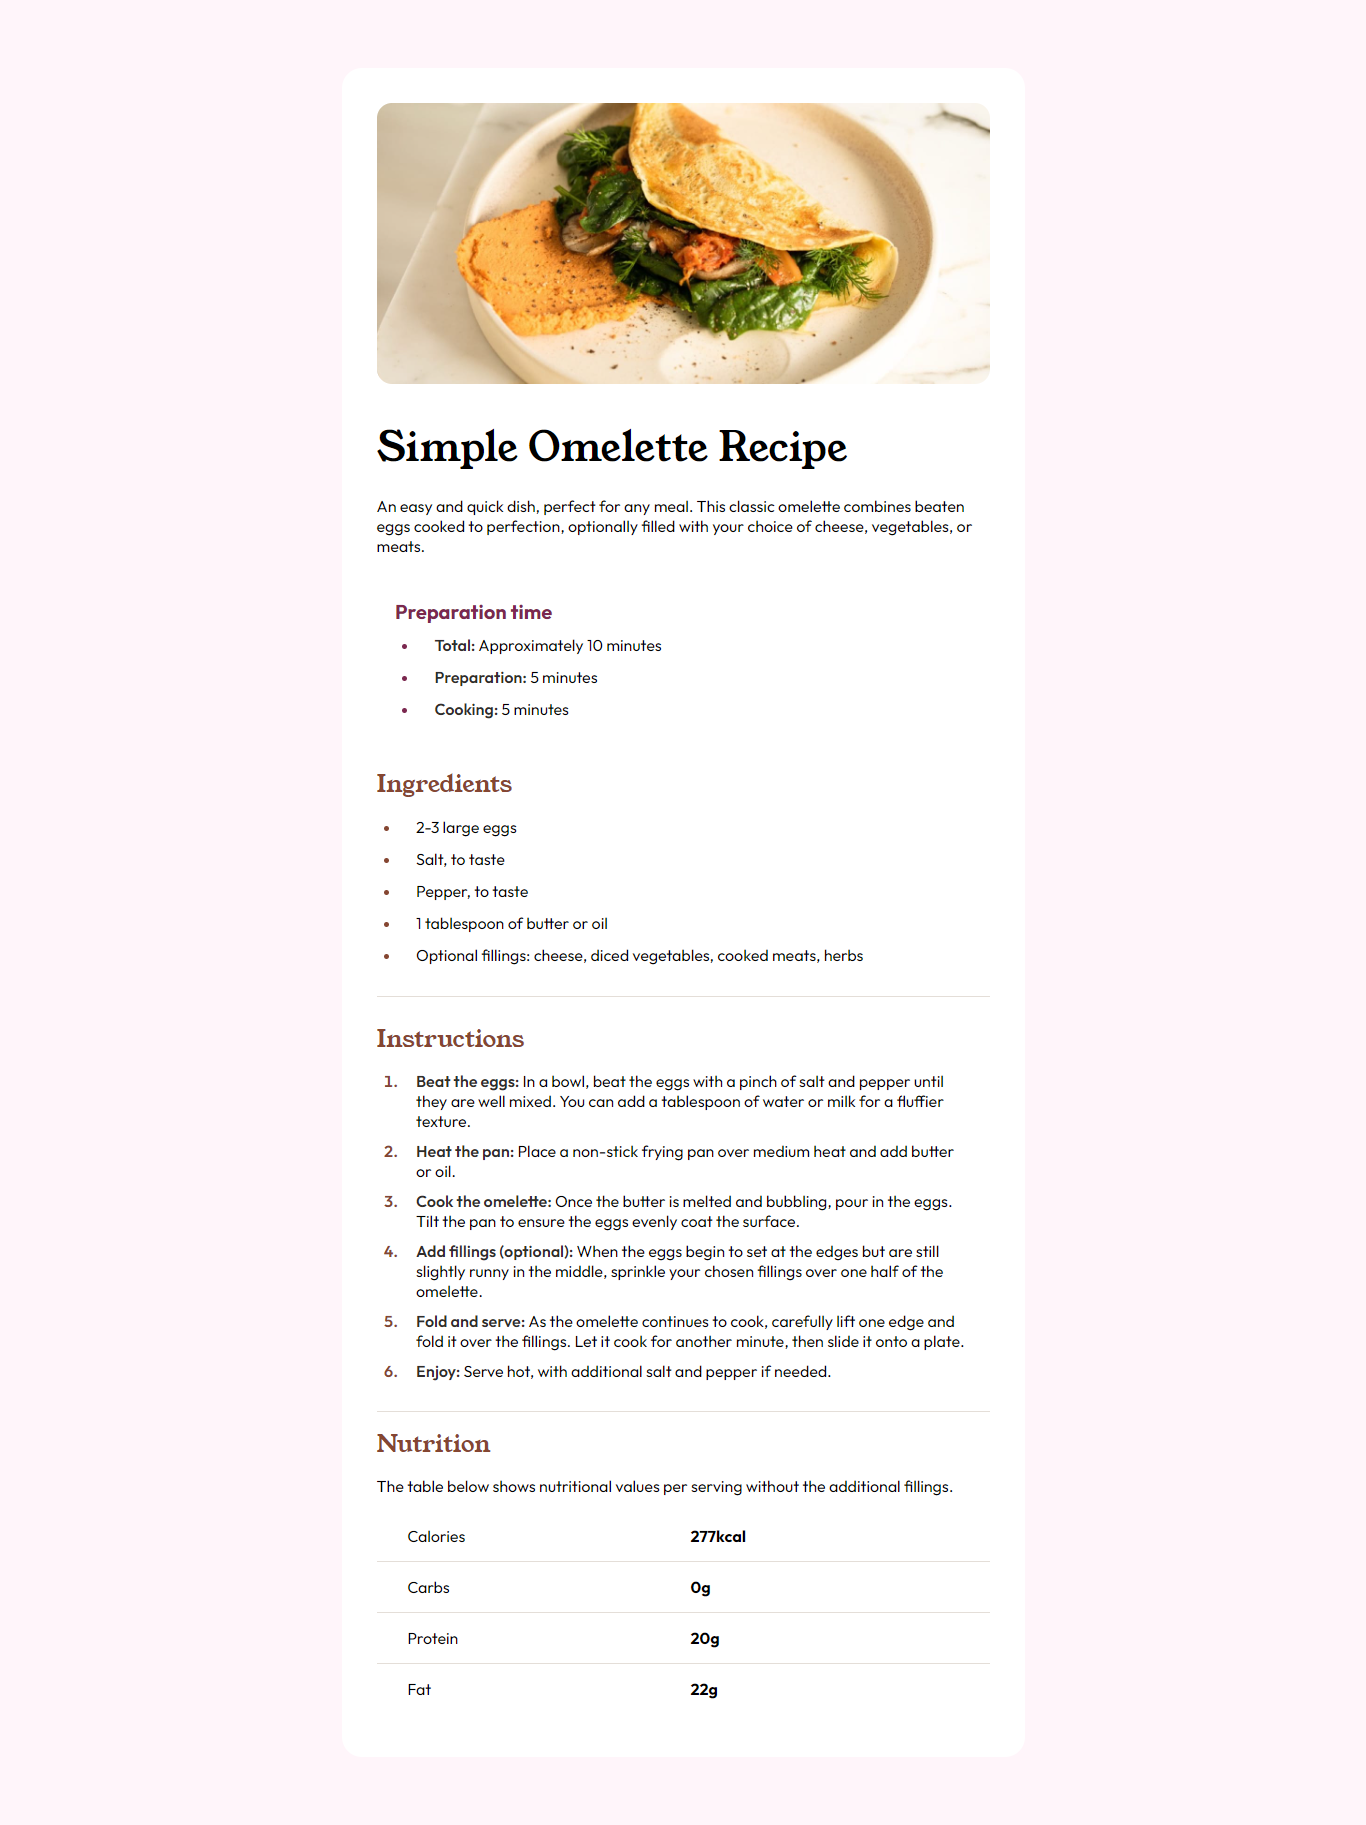 Simple Omelette Recipe
An easy and quick dish, perfect for any meal. This classic omelette combines beaten
eggs cooked to perfection, optionally filled with your choice of cheese, vegetables, or
meats.
Preparation time
• Total: Approximately 10 minutes
• Preparation: 5 minutes
• Cooking: 5 minutes
Ingredients
• 2-3 large eggs
• Salt, to taste
• Pepper, to taste
• 1 tablespoon of butter or oil
• Optional fillings: cheese, diced vegetables, cooked meats, herbs
Instructions
1. Beat the eggs: In a bowl, beat the eggs with a pinch of salt and pepper until
they are well mixed. You can add a tablespoon of water or milk for a fluffier
texture.
2. Heat the pan: Place a non-stick frying pan over medium heat and add butter
or oil.
3. Cook the omelette: Once the butter is melted and bubbling, pour in the eggs.
Tilt the pan to ensure the eggs evenly coat the surface.
4. Add fillings (optional): When the eggs begin to set at the edges but are still
slightly runny in the middle, sprinkle your chosen fillings over one half of the
omelette.
5. Fold and serve: As the omelette continues to cook, carefully lift one edge and
fold it over the fillings. Let it cook for another minute, then slide it onto a plate.
6. Enjoy: Serve hot, with additional salt and pepper if needed.
Nutrition
The table below shows nutritional values per serving without the additional fillings.
Calories 277kcal
Carbs 0g
Protein 20g
Fat 22g